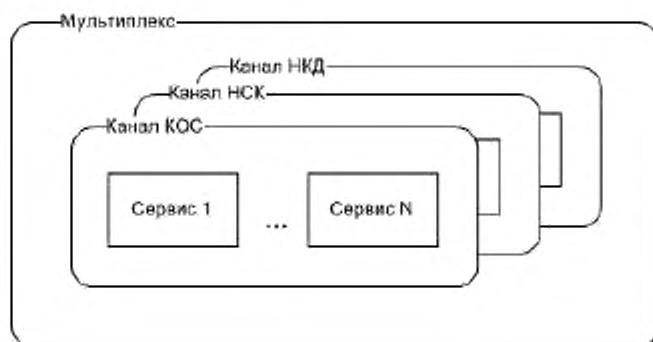 Мультиплекс
Канал НКД
Канал НСК
Канал КОС
Сервис 1
...
Сервис N